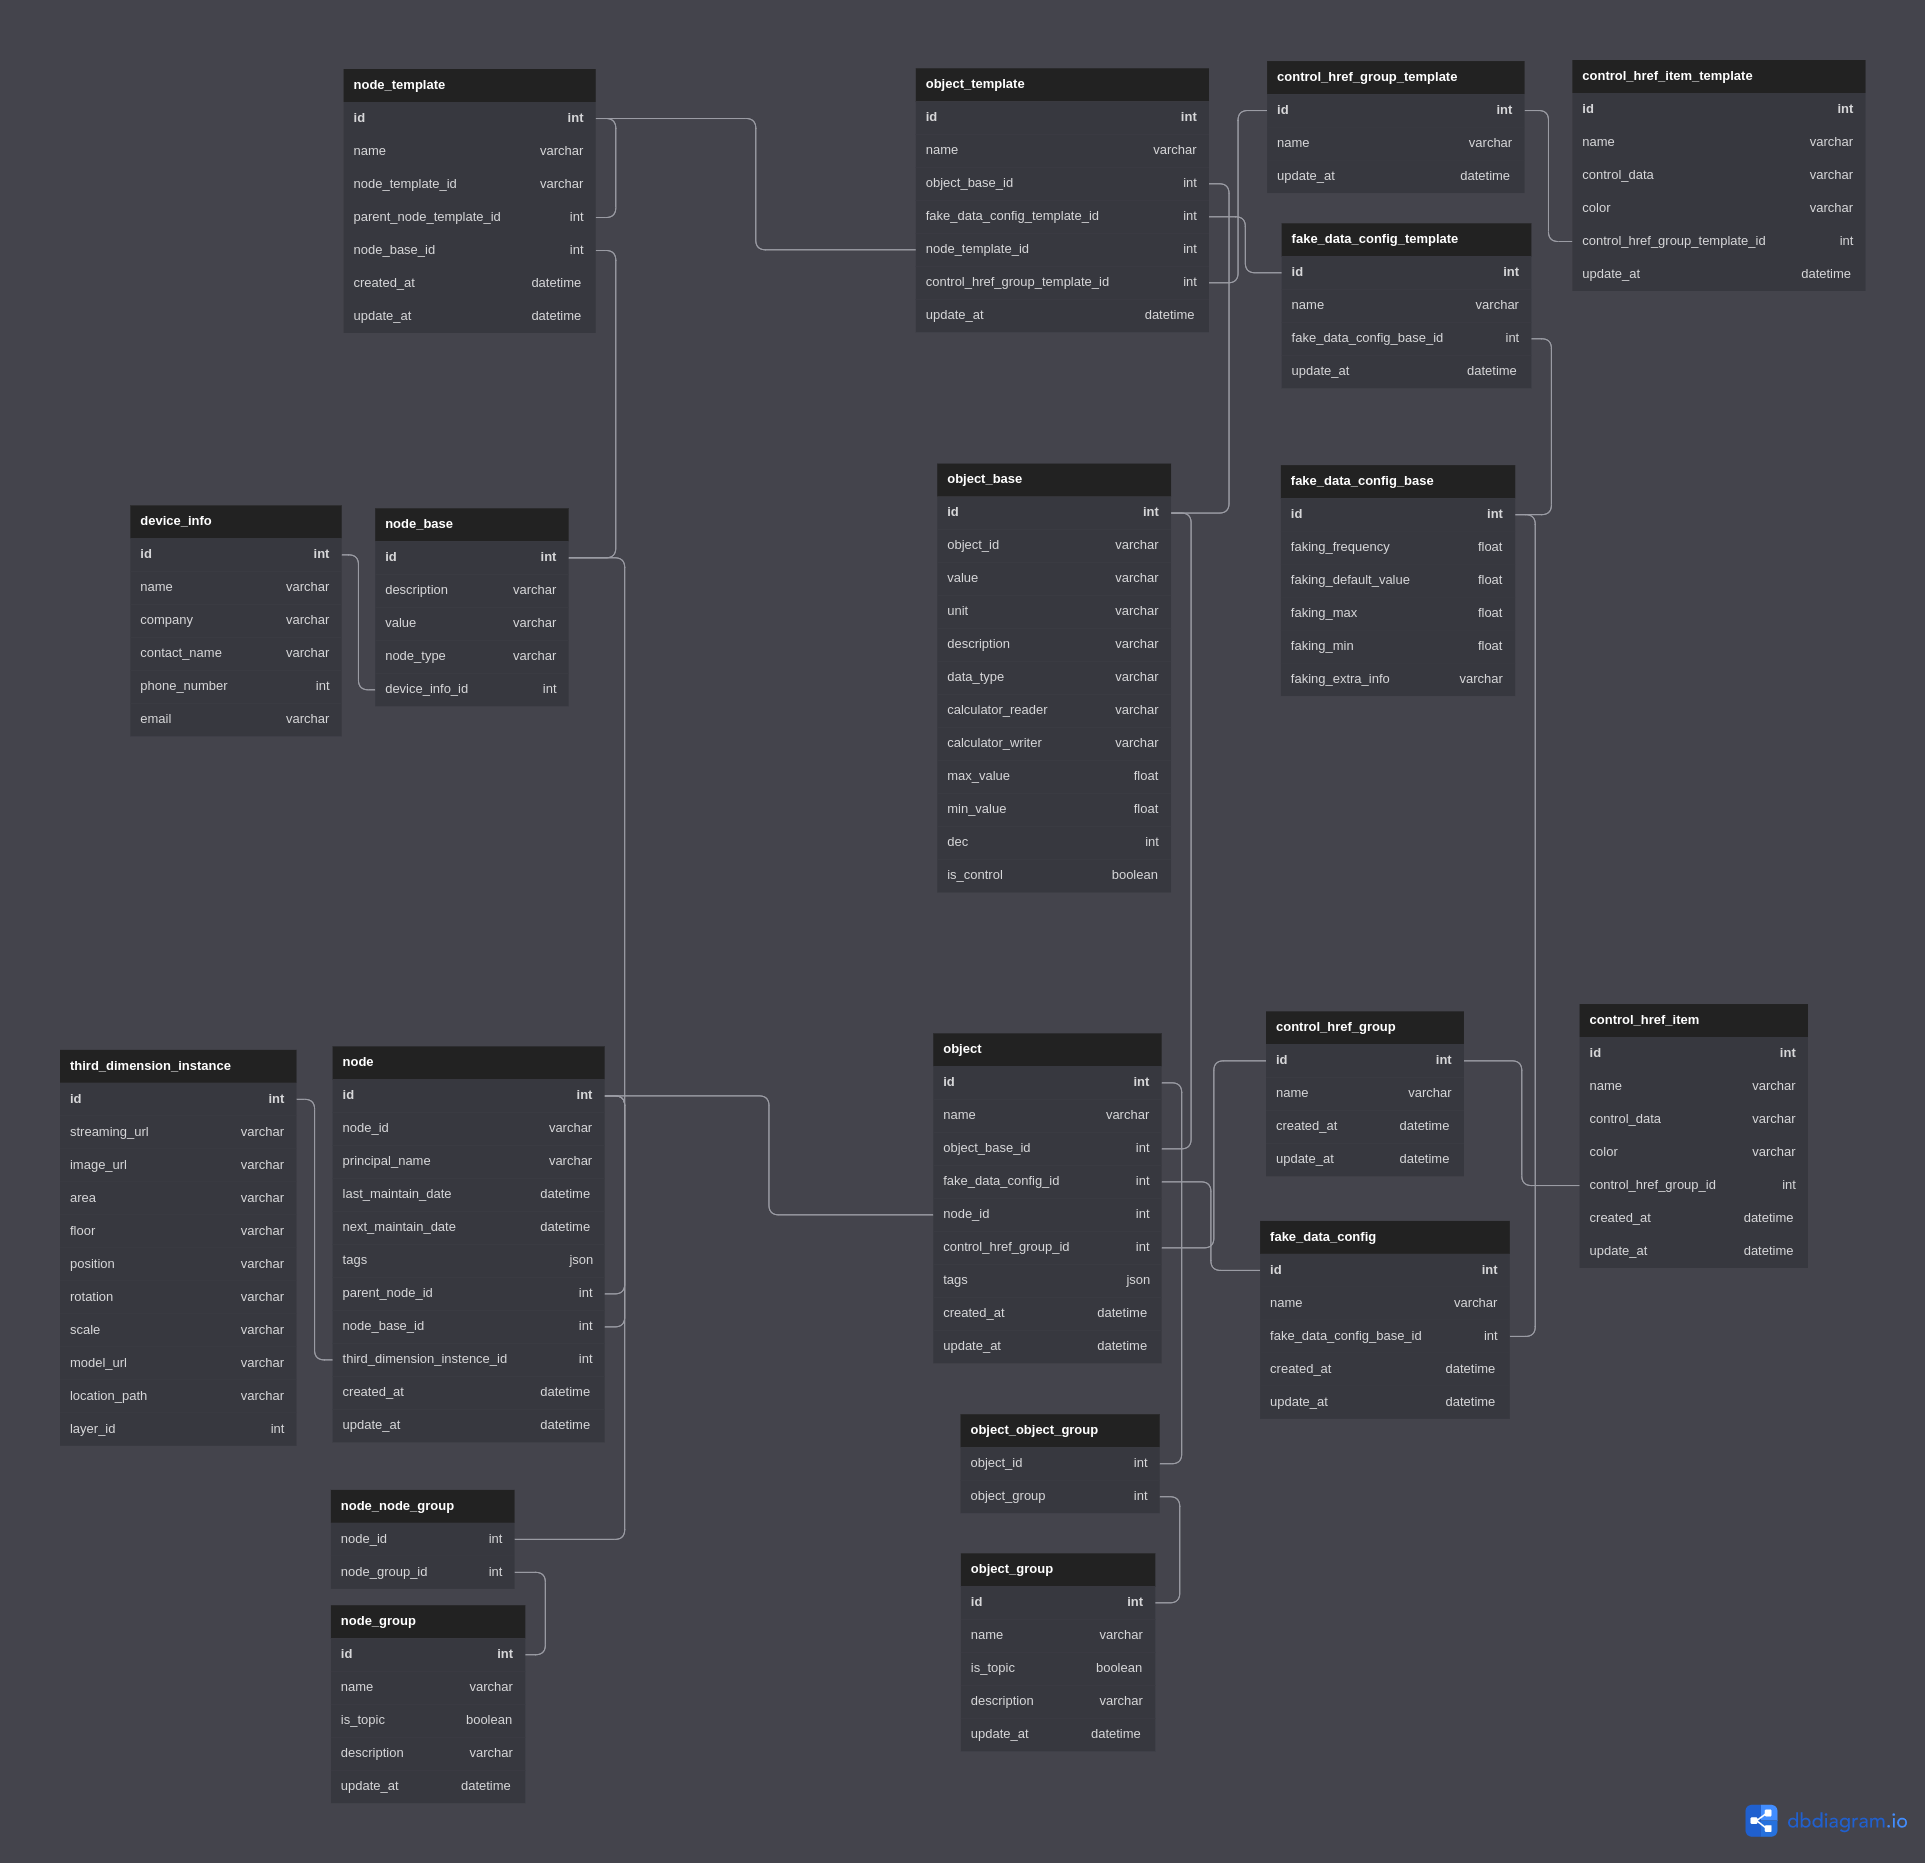 node_template
id int
name varchar
node_template_id varchar
parent_node_template_id int
node_base_id int
created_at datetime
update_at datetime
object_template
id int
name varchar
object_base_id int
fake_data_config_template_id int
node_template_id int
control_href_group_template_id int
update_at datetime
control_href_group_template
id int
name varchar
update_at datetime
control_href_item_template
id int
name varchar
control_data varchar
color varchar
control_href_group_template_id int
update_at datetime
fake_data_config_template
id int
name varchar
fake_data_config_base_id int
update_at datetime
device_info
id int
name varchar
company varchar
contact_name varchar
phone_number int
email varchar
node_base
id int
description varchar
value varchar
node_type varchar
device_info_id int
object_base
id int
object_id varchar
value varchar
unit varchar
description varchar
data_type varchar
calculator_reader varchar
calculator_writer varchar
max_value float
min_value float
dec int
is_control boolean
fake_data_config_base
id int
faking_frequency float
faking_default_value float
faking_max float
faking_min float
faking_extra_info varchar
third_dimension_instance
id int
streaming_url varchar
image_url varchar
area varchar
floor varchar
position varchar
rotation varchar
scale varchar
model_url varchar
location_path varchar
layer_id int
node
id int
node_id varchar
principal_name varchar
last_maintain_date datetime
next_maintain_date datetime
tags json
parent_node_id int
node_base_id int
third_dimension_instence_id int
created_at datetime
update_at datetime
object
id int
name varchar
object_base_id int
fake_data_config_id int
node_id int
control_href_group_id int
tags json
created_at datetime
update_at datetime
control_href_group
id int
name varchar
created_at datetime
update_at datetime
control_href_item
id int
name varchar
control_data varchar
color varchar
control_href_group_id int
created_at datetime
update_at datetime
fake_data_config
id int
name varchar
fake_data_config_base_id int
created_at datetime
update_at datetime
object_object_group
object_id int
object_group int
node_node_group
node_id int
node_group_id int
object_group
id int
name varchar
is_topic boolean
description varchar
update_at datetime
node_group
id int
name varchar
is_topic boolean
description varchar
update_at datetime
dbdiagram.io